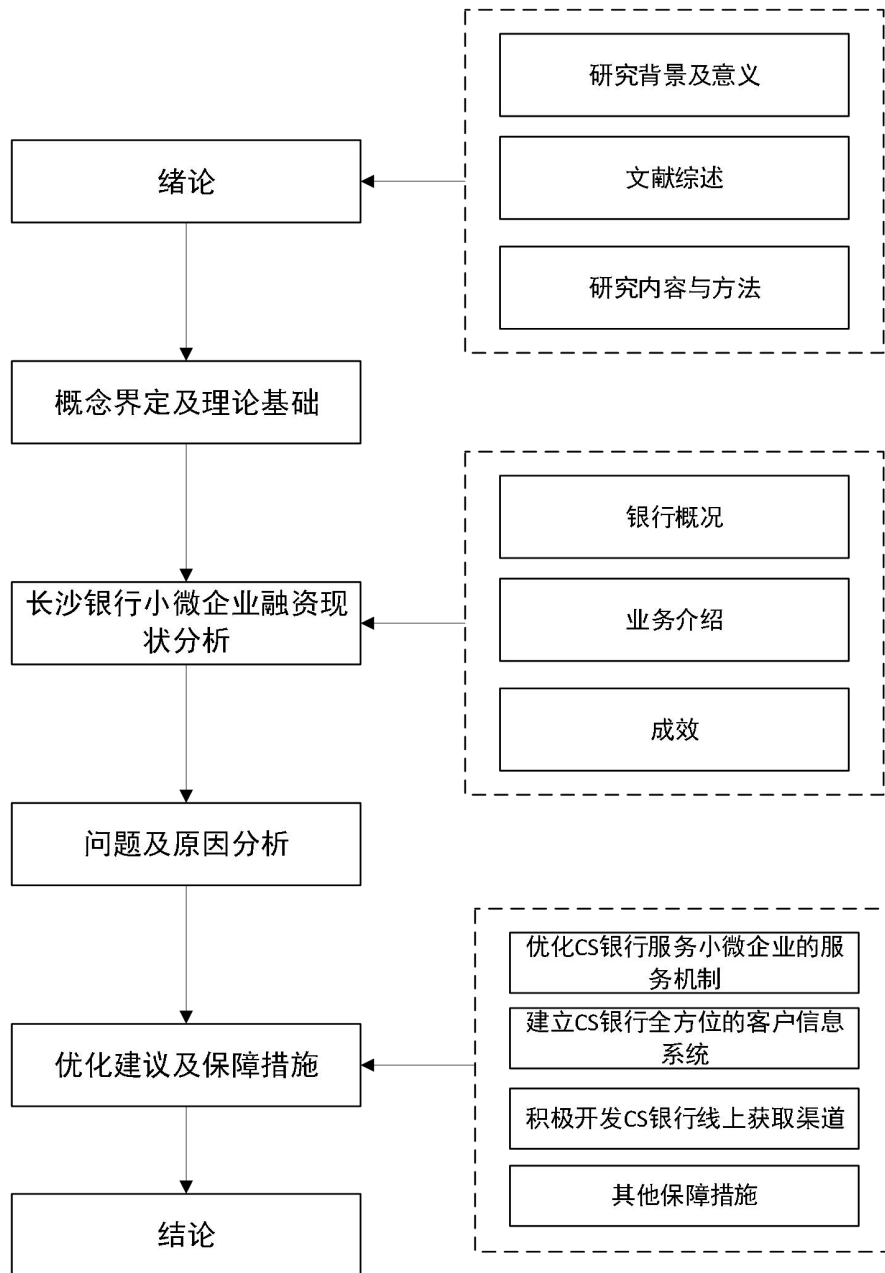 研究背景及意义
绪论
文献综述
研究内容与方法
概念界定及理论基础
银行概况
长沙银行小微企业融资现
状分析
业务介绍
成效
问题及原因分析
优化CS银行服务小微企业的服
务机制
建立CS银行全方位的客户信息
系统
优化建议及保障措施
积极开发CS银行线上获取渠道
其他保障措施
结论